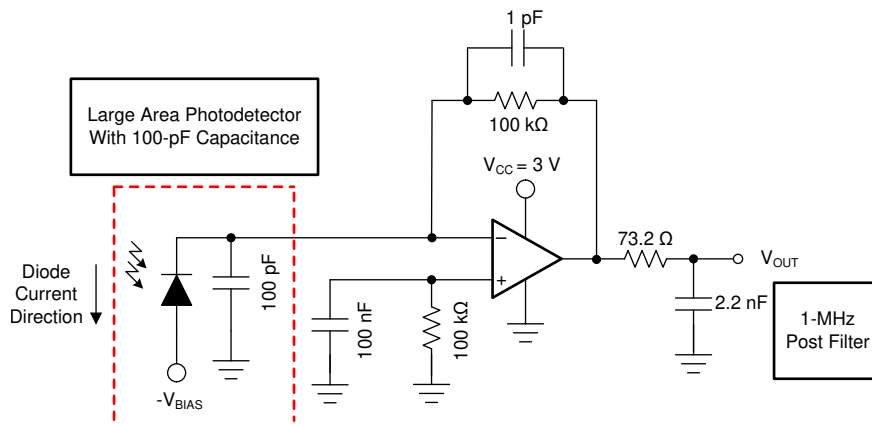 1 pF
100 kΩ
Large Area Photodetector
With 100-pF Capacitance
VCC = 3 V
Diode
Current
Direction
100 pF
-VBIAS
−
+
100 nF
100 kΩ
73.2 Ω
VOUT
2.2 nF
1-MHz
Post Filter